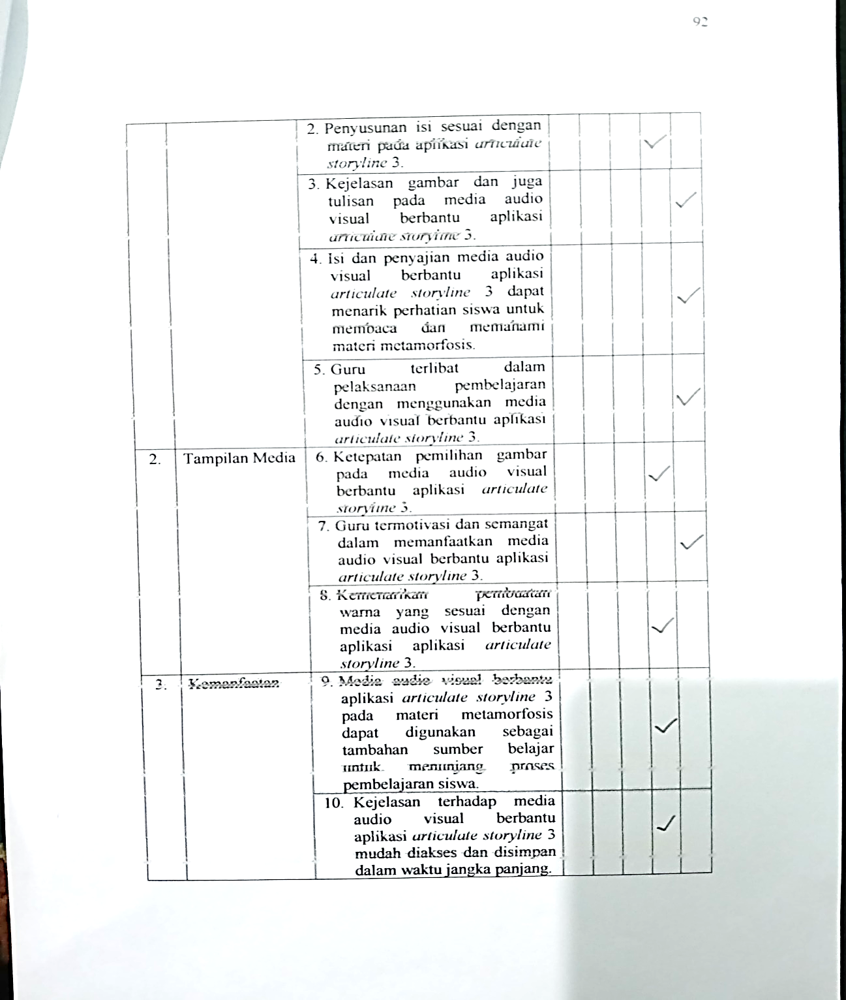 92
2. Penyusunan isi sesuai dengan
materi pada aplikasi articulate
storyline 3.
3. Kejelasan gambar dan juga
tulisan pada media audio
visual berbantu aplikasi
articulate storyline 3.
4. Isi dan penyajian media audio
visual berbantu aplikasi
articulate storyline 3 dapat
menarik perhatian siswa untuk
membaca dan memahami
materi metamorfosis.
5. Guru terlibat dalam
pelaksanaan pembelajaran
dengan menggunakan media
audio visual berbantu aplikasi
articulate storyline 3.
2. Tampilan Media 6. Ketepatan pemilihan gambar
pada media audio visual
berbantu aplikasi articulate
storyline 3.
7. Guru termotivasi dan semangat
dalam memanfaatkan media
audio visual berbantu aplikasi
articulate storyline 3.
8. Kemenarikan pembuatan
warna yang sesuai dengan
media audio visual berbantu
aplikasi aplikasi articulate
storyline 3.
3. Kemanfaatan 9. Media audio visual berbantu
aplikasi articulate storyline 3
pada materi metamorfosis
dapat digunakan sebagai
tambahan sumber belajar
untuk menunjang proses
pembelajaran siswa.
10. Kejelasan terhadap media
audio visual berbantu
aplikasi articulate storyline 3
mudah diakses dan disimpan
dalam waktu jangka panjang.